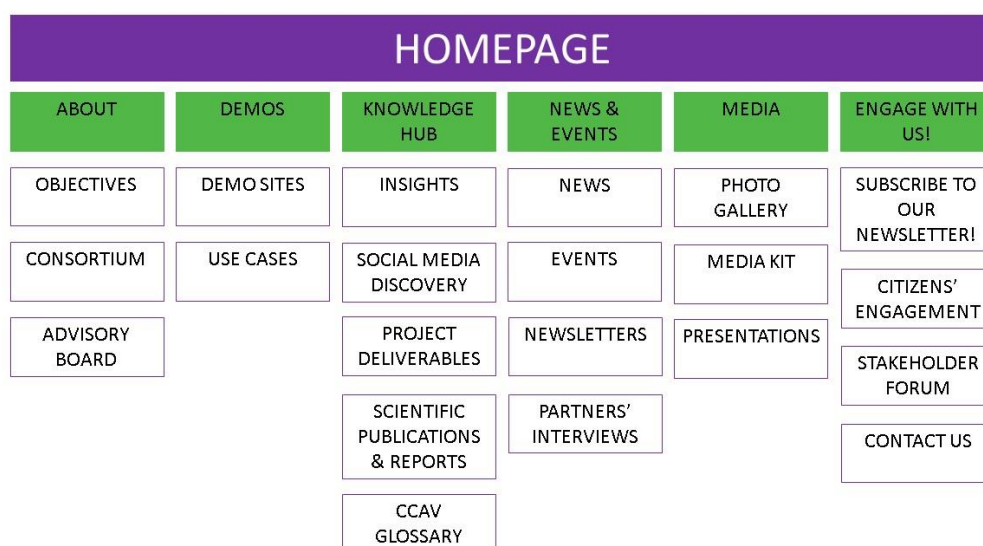 HOMEPAGE
ABOUT
DEMOS
KNOWLEDGE
HUB
NEWS &
EVENTS
MEDIA
ENGAGE WITH
US!
OBJECTIVES
CONSORTIUM
ADVISORY
BOARD
DEMO SITES
USE CASES
INSIGHTS
SOCIAL MEDIA
DISCOVERY
PROJECT
DELIVERABLES
SCIENTIFIC
PUBLICATIONS
& REPORTS
CCAV
GLOSSARY
NEWS
EVENTS
NEWSLETTERS
PARTNERS’
INTERVIEWS
PHOTO
GALLERY
MEDIA KIT
PRESENTATIONS
SUBSCRIBE TO
OUR
NEWSLETTER!
CITIZENS’
ENGAGEMENT
STAKEHOLDER
FORUM
CONTACT US